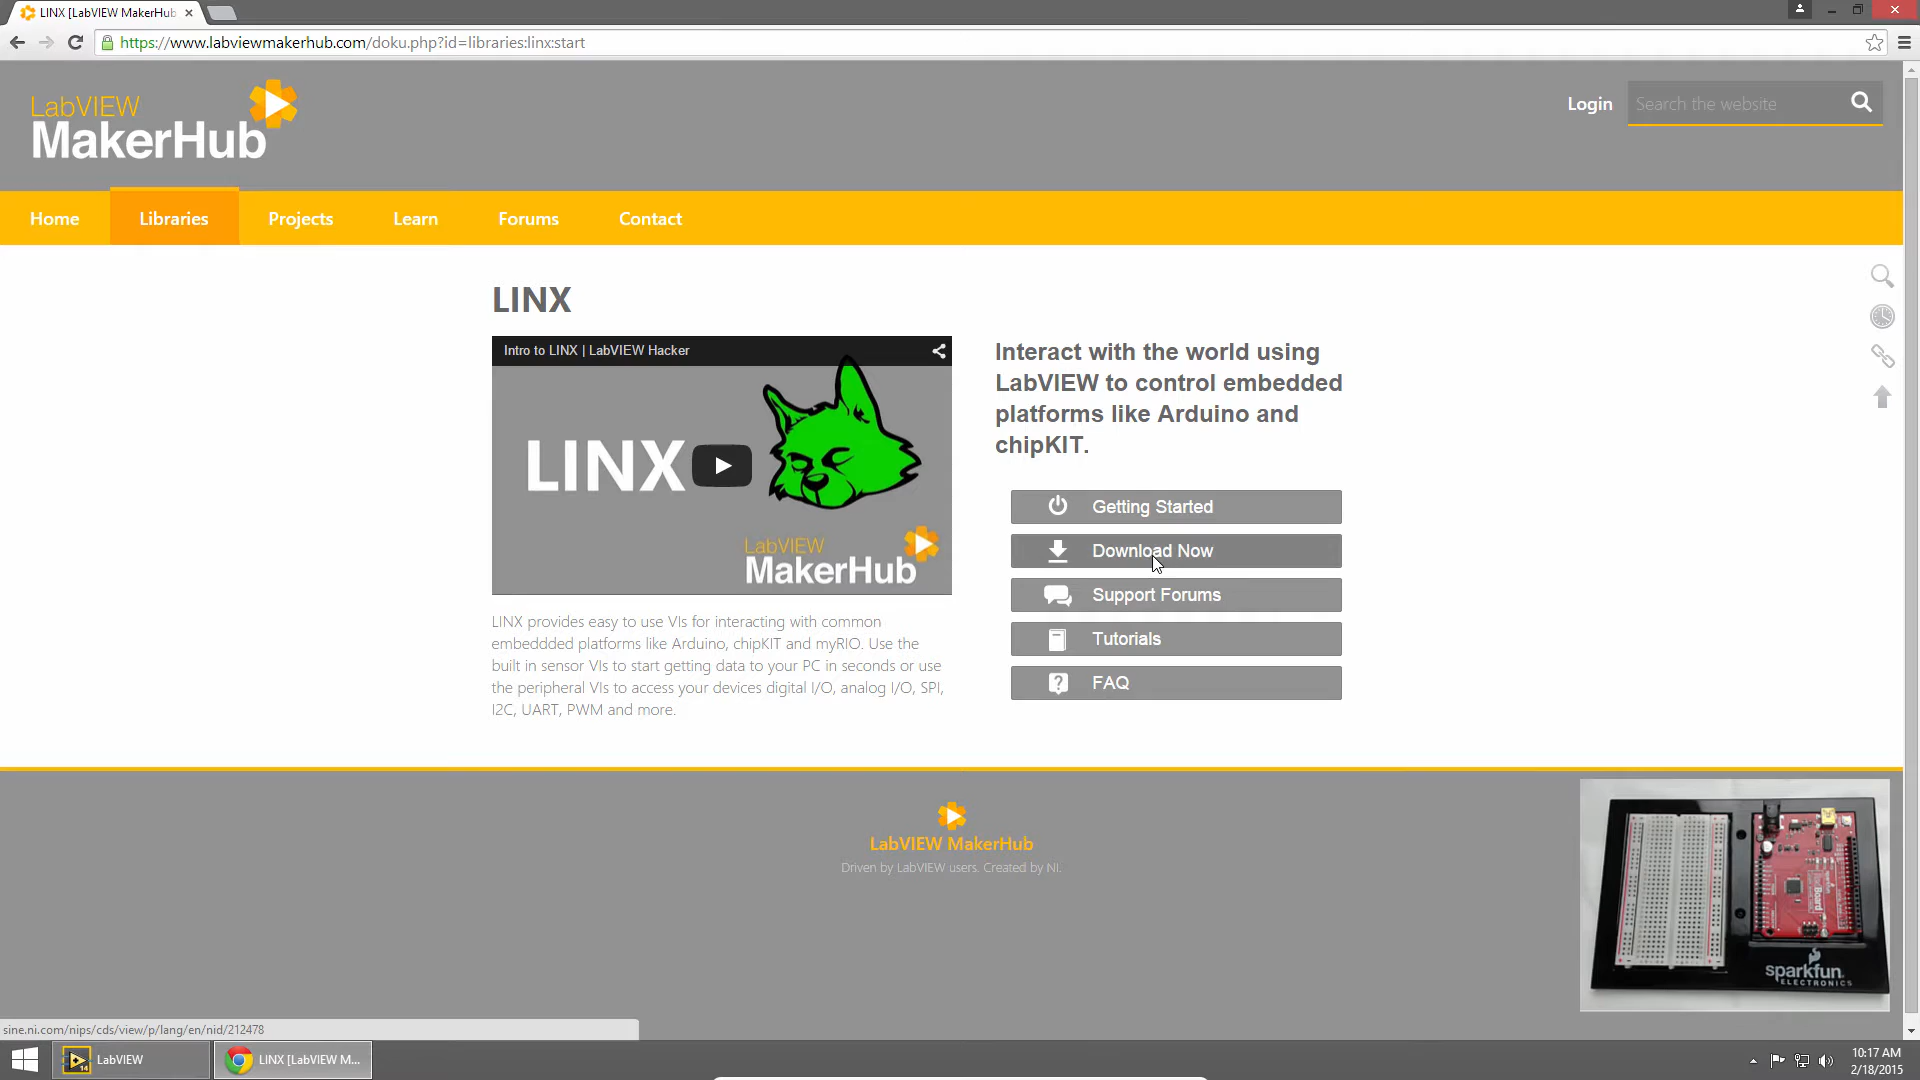 LINX [LabVIEW MakerHub
https://www.labviewmakerhub.com/doku.php?id=libraries:linx:start
LabVIEW
MakerHub
Login
Search the website
Home
Libraries
Projects
Learn
Forums
Contact
LINX
Intro to LINX | LabVIEW Hacker
LINX
LabVIEW
MakerHub
Interact with the world using
LabVIEW to control embedded
platforms like Arduino and
chipKIT.
Getting Started
Download Now
Support Forums
Tutorials
FAQ
LINX provides easy to use VIs for interacting with common
embeddded platforms like Arduino, chipKIT and myRIO. Use the
built in sensor VIs to start getting data to your PC in seconds or use
the peripheral VIs to access your devices digital I/O, analog I/O, SPI,
I2C, UART, PWM and more.
LabVIEW MakerHub
Driven by LabVIEW users. Created by NI.
sparkfun
ELECTRONICS
sine.ni.com/nips/cds/view/p/lang/en/nid/212478
LabVIEW
LINX [LabVIEW M...
10:17 AM
2/18/2015